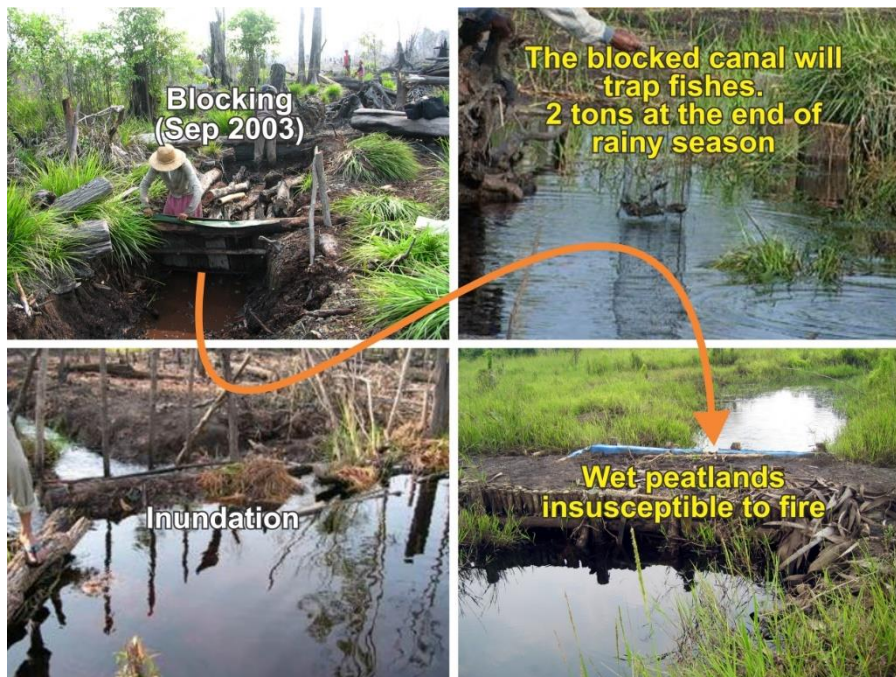 Blocking
(Sep 2003)
The blocked canal will
trap fishes.
2 tons at the end of
rainy season
Inundation
Wet peatlands
insusceptible to fire